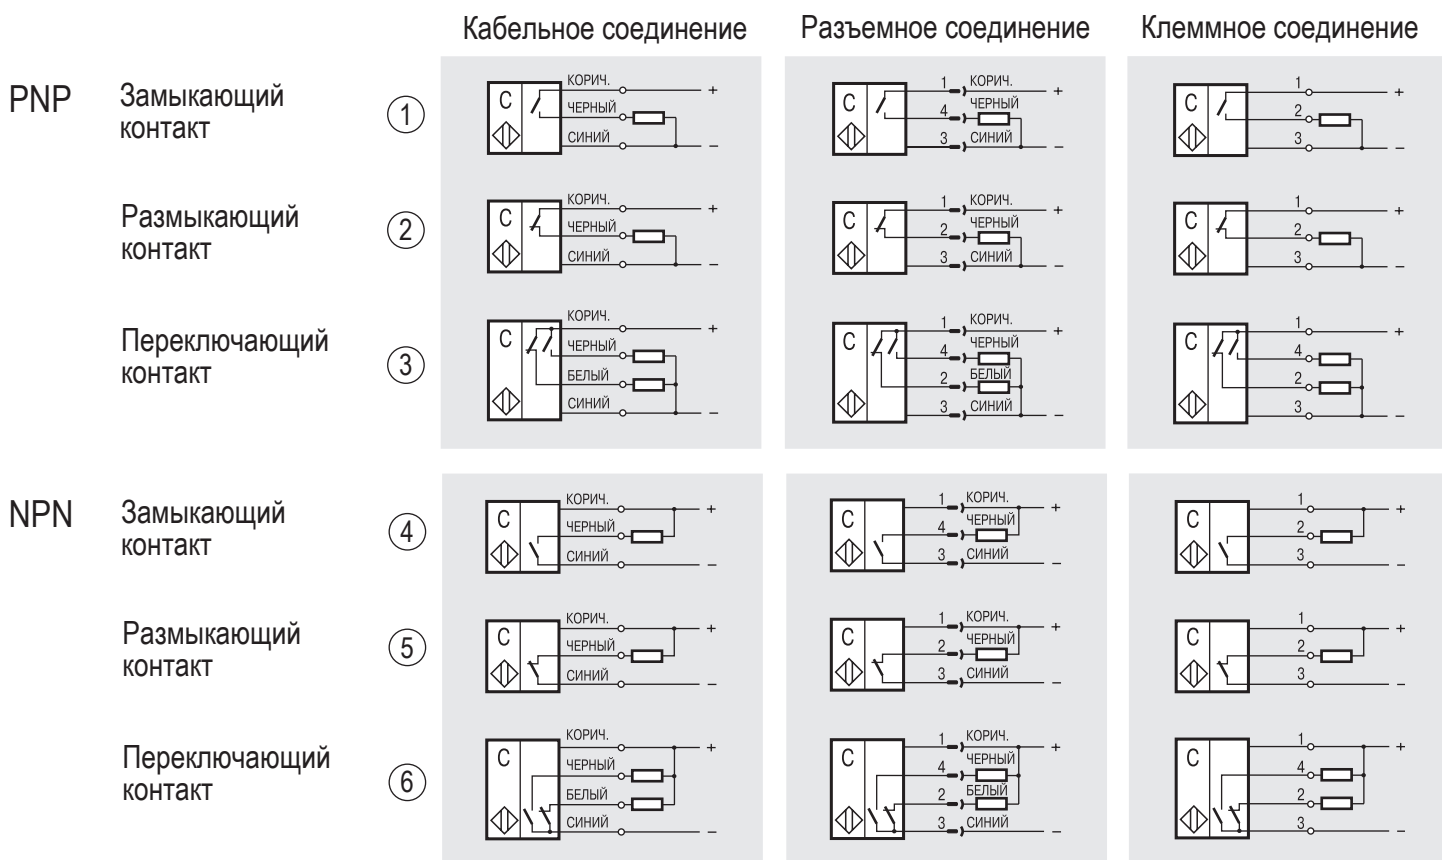 Кабельное соединение
Разъемное соединение
Клеммное соединение
PNP
Замыкающий
контакт
1
С
КОРИЧ.
ЧЕРНЫЙ
СИНИЙ
+
–
С
1 КОРИЧ.
4 ЧЕРНЫЙ
3 СИНИЙ
+
–
С
1
2
3
+
–
Размыкающий
контакт
2
С
КОРИЧ.
ЧЕРНЫЙ
СИНИЙ
+
–
С
1 КОРИЧ.
2 ЧЕРНЫЙ
3 СИНИЙ
+
–
С
1
2
3
+
–
Переключающий
контакт
3
С
КОРИЧ.
ЧЕРНЫЙ
БЕЛЫЙ
СИНИЙ
+
–
С
1 КОРИЧ.
4 ЧЕРНЫЙ
2 БЕЛЫЙ
3 СИНИЙ
+
–
С
1
4
2
3
+
–
NPN
Замыкающий
контакт
4
С
КОРИЧ.
ЧЕРНЫЙ
СИНИЙ
+
–
С
1 КОРИЧ.
4 ЧЕРНЫЙ
3 СИНИЙ
+
–
С
1
2
3
+
–
Размыкающий
контакт
5
С
КОРИЧ.
ЧЕРНЫЙ
СИНИЙ
+
–
С
1 КОРИЧ.
2 ЧЕРНЫЙ
3 СИНИЙ
+
–
С
1
2
3
+
–
Переключающий
контакт
6
С
КОРИЧ.
ЧЕРНЫЙ
БЕЛЫЙ
СИНИЙ
+
–
С
1 КОРИЧ.
4 ЧЕРНЫЙ
2 БЕЛЫЙ
3 СИНИЙ
+
–
С
1
4
2
3
+
–